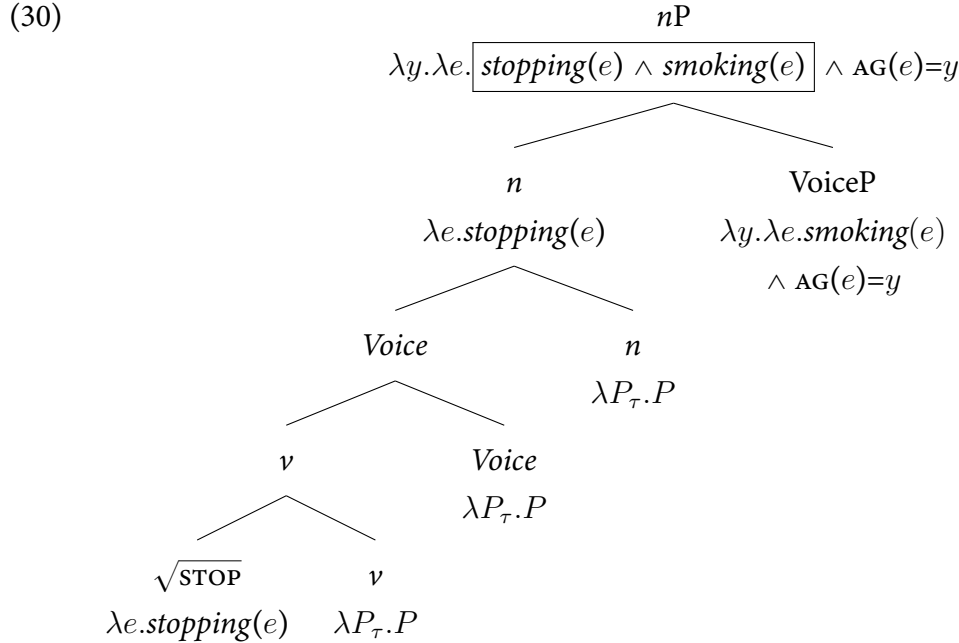 (30)
nP
λy.λe. stopping(e) ∧ smoking(e) ∧ AG(e)=y
n VoiceP
λe.stopping(e) λy.λe.smoking(e)
∧ AG(e)=y
Voice n
λPτ.P
v Voice
λPτ.P
√STOP v
λe.stopping(e) λPτ.P